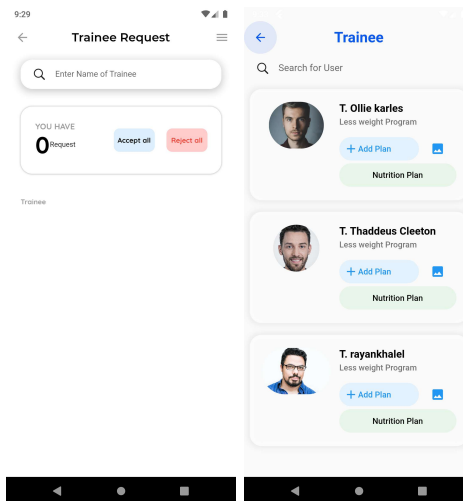 9:29
Trainee Request
Enter Name of Trainee
YOU HAVE
0 Request
Accept all
Reject all
Trainee
Trainee
Search for User
T. Ollie karles
Less weight Program
+ Add Plan
Nutrition Plan
T. Thaddeus Cleeton
Less weight Program
+ Add Plan
Nutrition Plan
T. rayankhalel
Less weight Program
+ Add Plan
Nutrition Plan